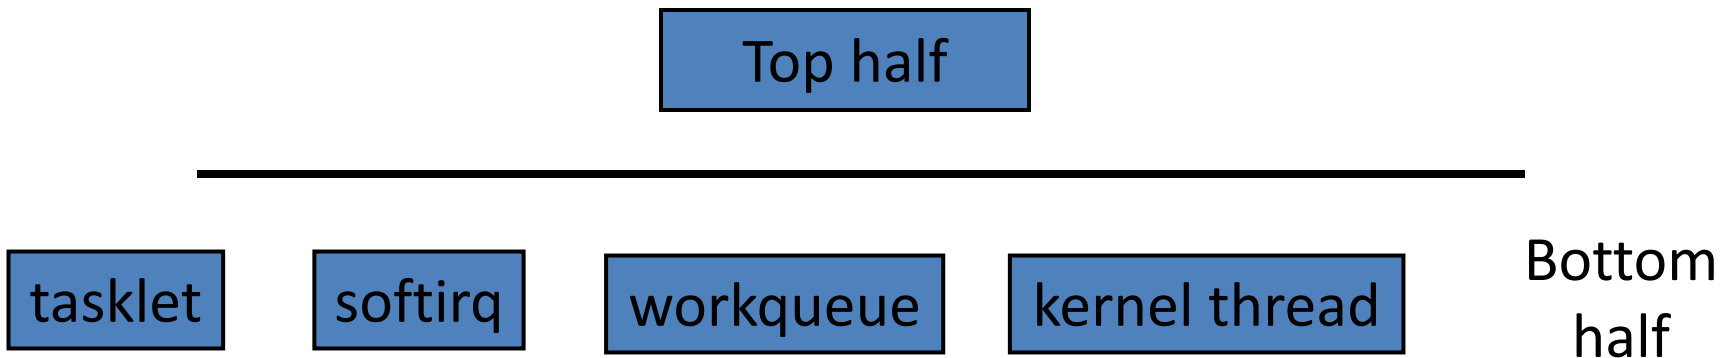 Top half
tasklet
softirq
workqueue
kernel thread
Bottom
half